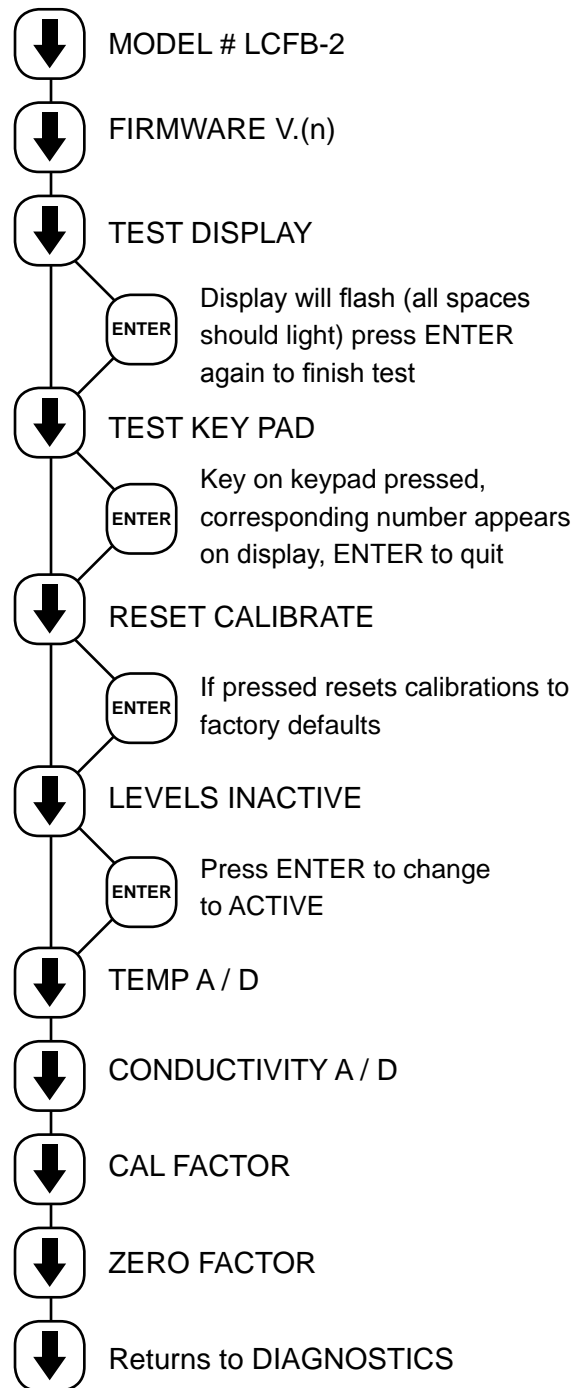 MODEL # LCFB-2
FIRMWARE V.(n)
TEST DISPLAY
ENTER
Display will flash (all spaces
should light) press ENTER
again to finish test
TEST KEY PAD
ENTER
Key on keypad pressed,
corresponding number appears
on display, ENTER to quit
RESET CALIBRATE
ENTER
If pressed resets calibrations to
factory defaults
LEVELS INACTIVE
ENTER
Press ENTER to change
to ACTIVE
TEMP A / D
CONDUCTIVITY A / D
CAL FACTOR
ZERO FACTOR
Returns to DIAGNOSTICS